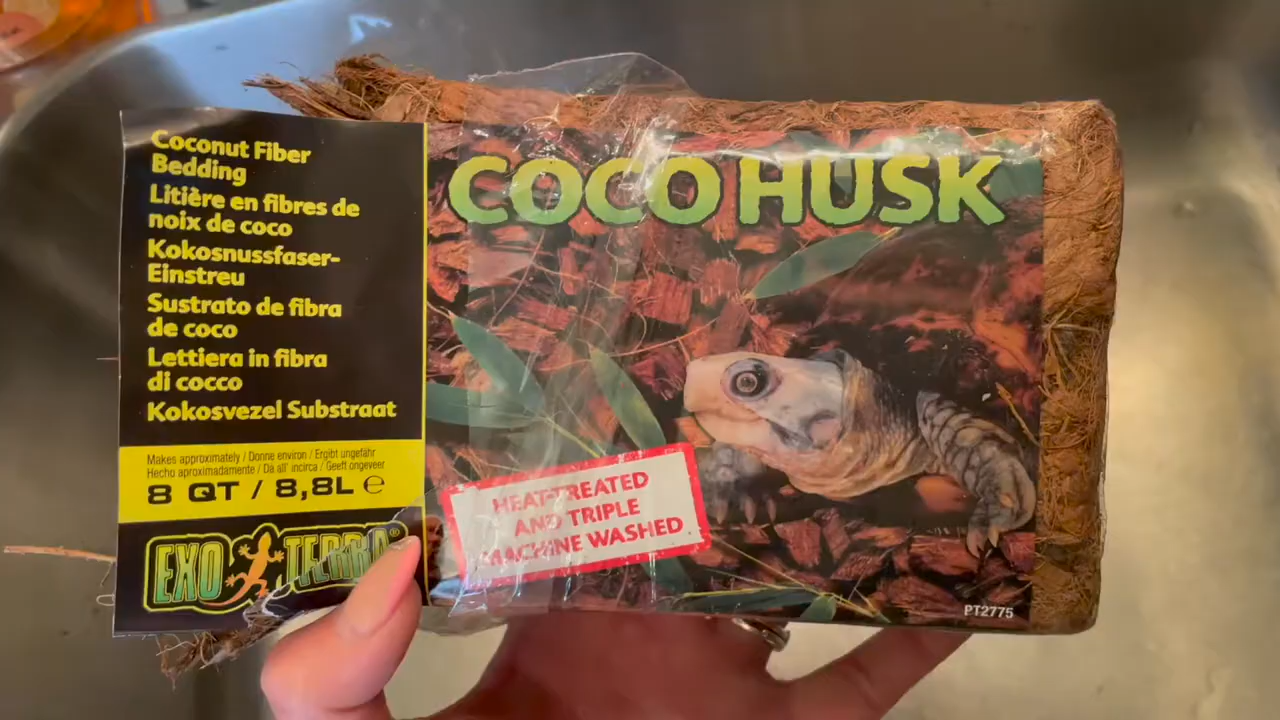 Coconut Fiber
Bedding
Litière en fibres de
noix de coco
Kokosnussfaser-
Einstreu
Sustrato de fibra
de coco
Lettiera in fibra
di cocco
Kokosvezel Substraat
Makes approximately / Donne environ / Ergibt ungefähr
Hecho aproximadamente / Dà all' incirca / Geeft ongeveer
8 QT / 8,8L ℮
EXO TERRA®
COCO HUSK
HEAT-TREATED
AND TRIPLE
MACHINE WASHED
PT2775